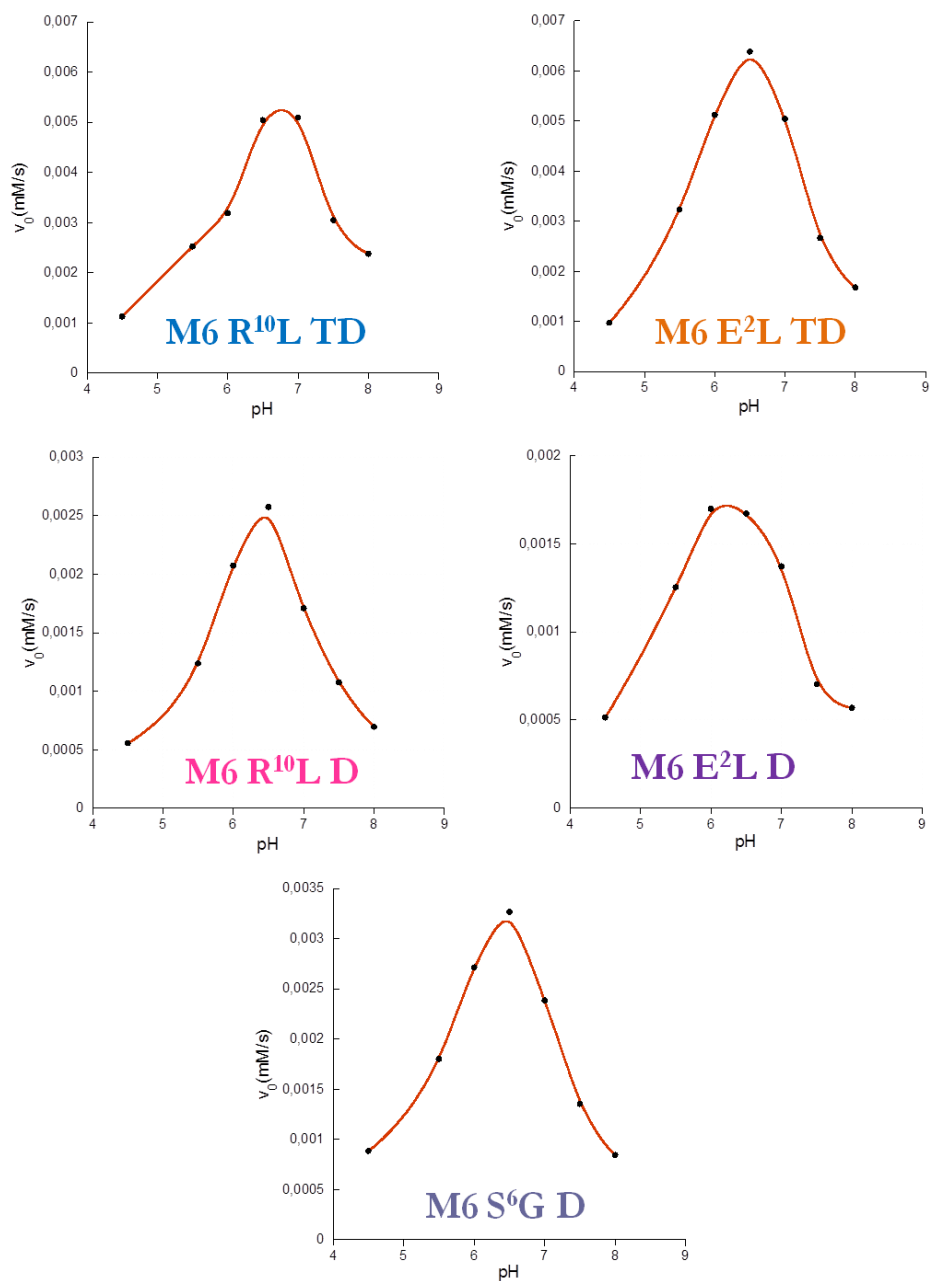 0,007
0,006
0,005
0,004
0,003
0,002
0,001
0
v₀(mM/s)
4 5 6 7 8 9
pH
M6 R¹⁰L TD
0,007
0,006
0,005
0,004
0,003
0,002
0,001
0
v₀(mM/s)
4 5 6 7 8 9
pH
M6 E²L TD
0,003
0,0025
0,002
0,0015
0,001
0,0005
0
v₀(mM/s)
4 5 6 7 8 9
pH
M6 R¹⁰L D
0,002
0,0015
0,001
0,0005
0
v₀(mM/s)
4 5 6 7 8 9
pH
M6 E²L D
0,0035
0,003
0,0025
0,002
0,0015
0,001
0,0005
0
v₀(mM/s)
4 5 6 7 8 9
pH
M6 S⁶G D